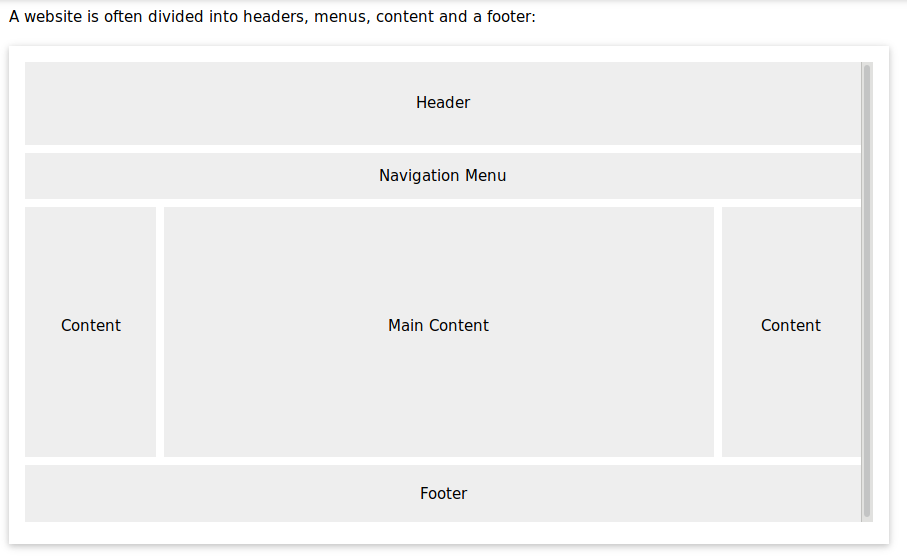 A website is often divided into headers, menus, content and a footer:
Header
Navigation Menu
Content
Main Content
Content
Footer